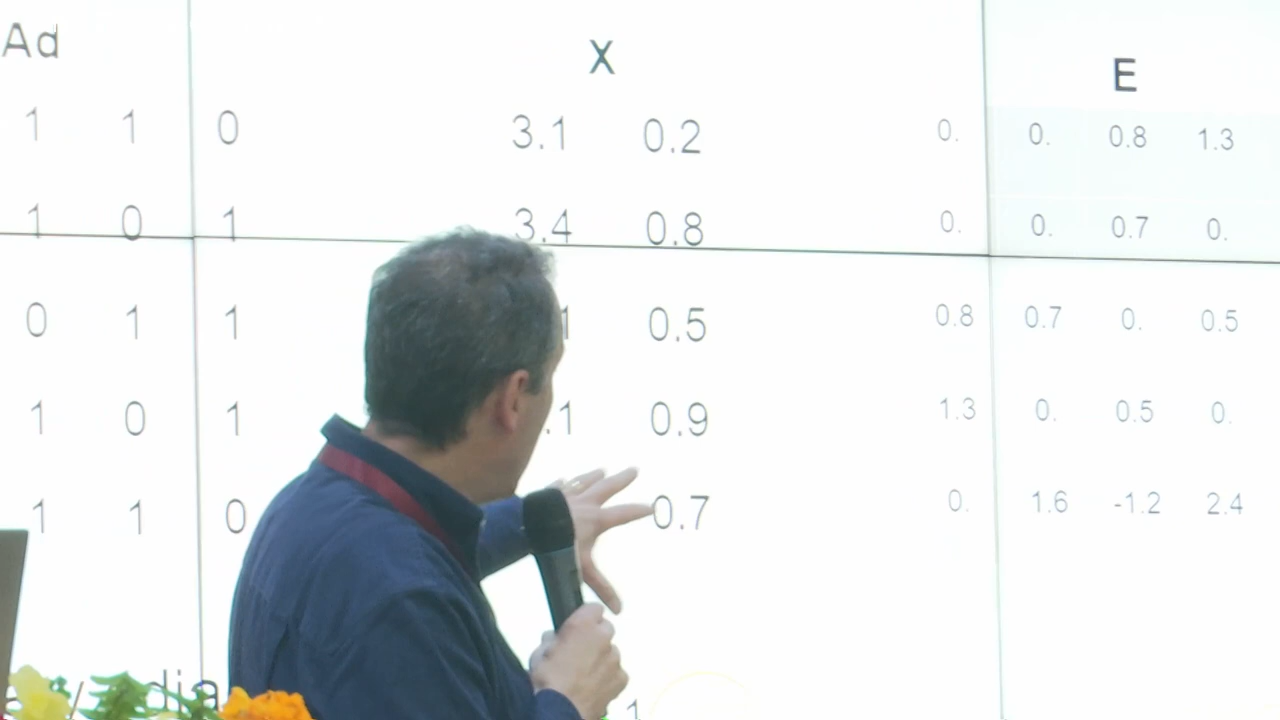 Ad X E
1 1 0 3.1 0.2 0. 0. 0.8 1.3
1 0 1 3.4 0.8 0. 0. 0.7 0.
0 1 1 1 0.5 0.8 0.7 0. 0.5
1 0 1 .1 0.9 1.3 0. 0.5 0.
1 1 0 0.7 0. 1.6 -1.2 2.4